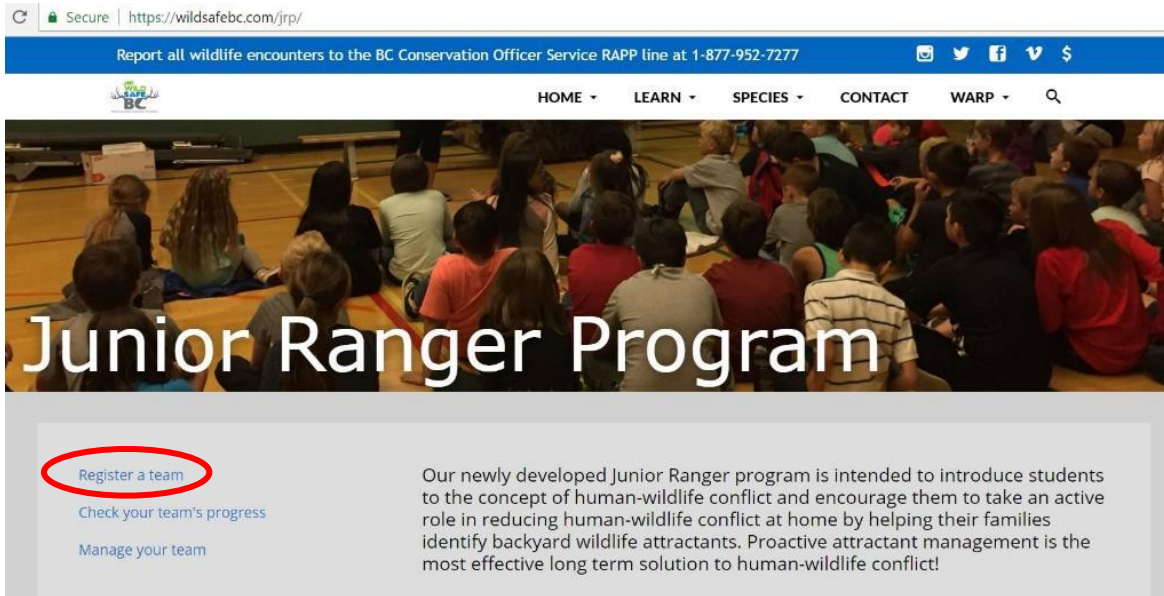 Secure | https://wildsafebc.com/jrp/
Report all wildlife encounters to the BC Conservation Officer Service RAPP line at 1-877-952-7277
WILD
SAFE
BC
HOME LEARN SPECIES CONTACT WARP
Junior Ranger Program
Register a team
Check your team's progress
Manage your team
Our newly developed Junior Ranger program is intended to introduce students
to the concept of human-wildlife conflict and encourage them to take an active
role in reducing human-wildlife conflict at home by helping their families
identify backyard wildlife attractants. Proactive attractant management is the
most effective long term solution to human-wildlife conflict!